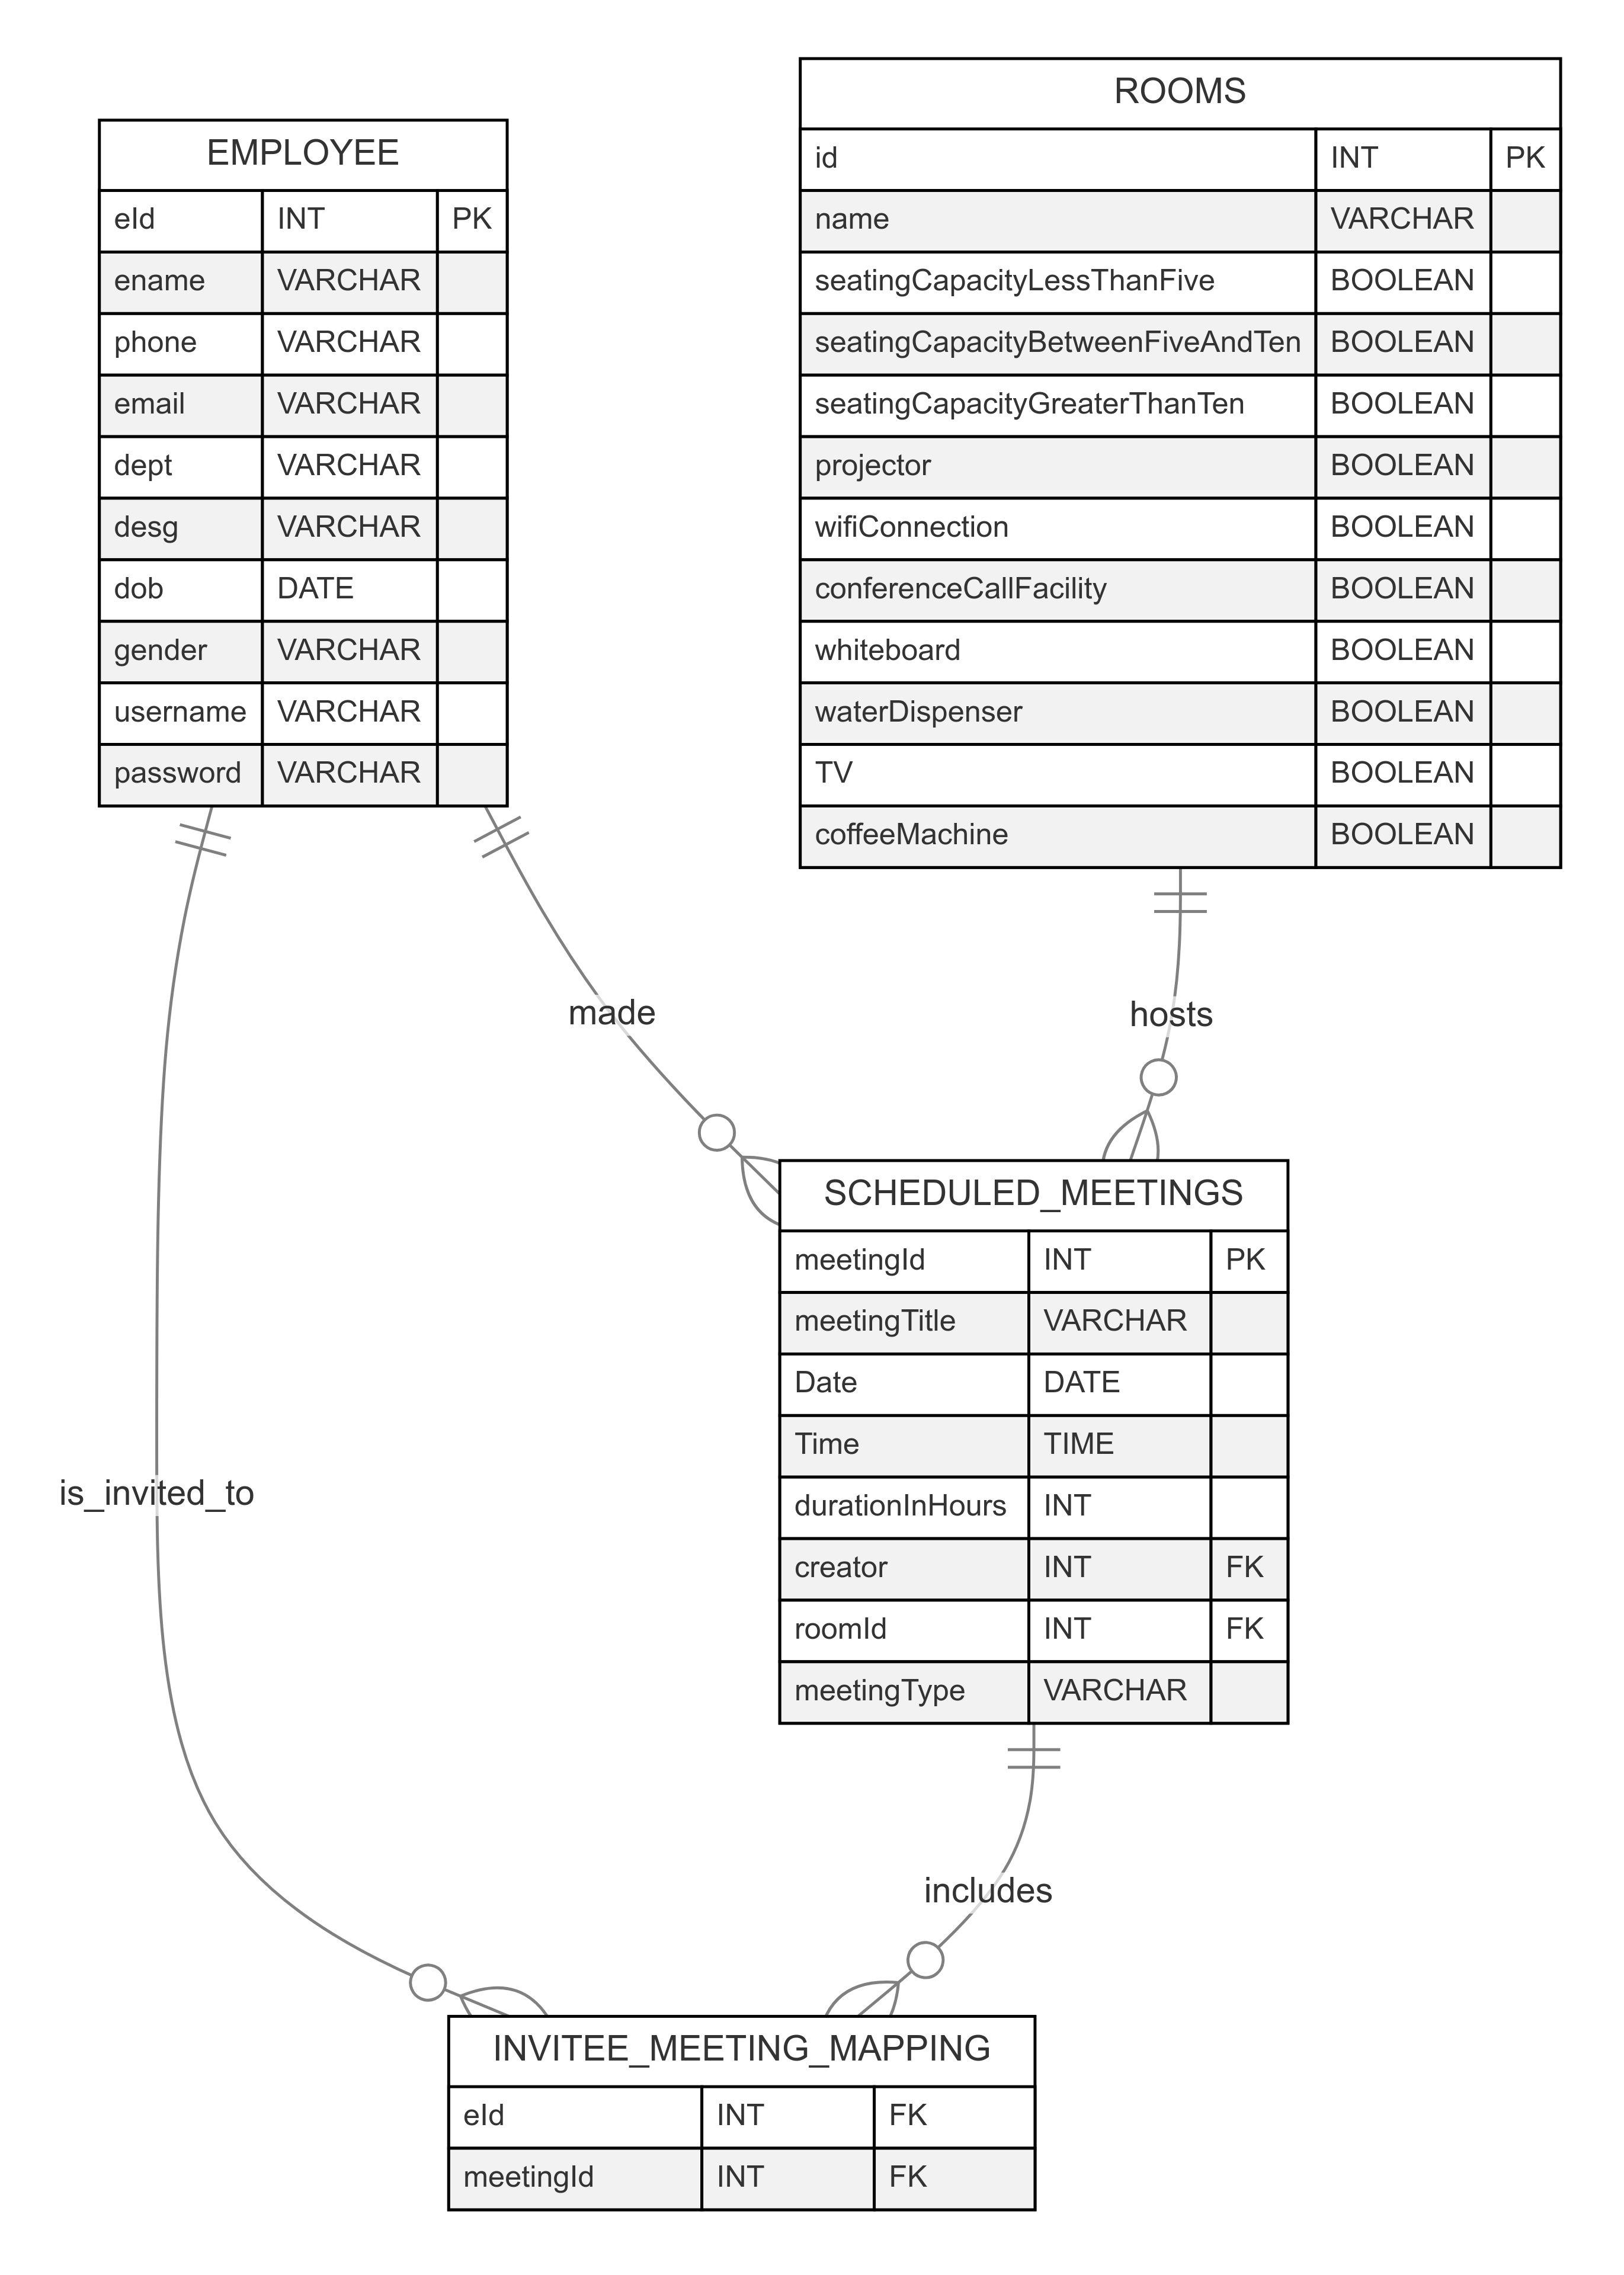 EMPLOYEE
eId INT PK
ename VARCHAR
phone VARCHAR
email VARCHAR
dept VARCHAR
desg VARCHAR
dob DATE
gender VARCHAR
username VARCHAR
password VARCHAR
ROOMS
id INT PK
name VARCHAR
seatingCapacityLessThanFive BOOLEAN
seatingCapacityBetweenFiveAndTen BOOLEAN
seatingCapacityGreaterThanTen BOOLEAN
projector BOOLEAN
wifiConnection BOOLEAN
conferenceCallFacility BOOLEAN
whiteboard BOOLEAN
waterDispenser BOOLEAN
TV BOOLEAN
coffeeMachine BOOLEAN
made
hosts
SCHEDULED_MEETINGS
meetingId INT PK
meetingTitle VARCHAR
Date DATE
Time TIME
durationInHours INT
creator INT FK
roomId INT FK
meetingType VARCHAR
is_invited_to
includes
INVITEE_MEETING_MAPPING
eId INT FK
meetingId INT FK